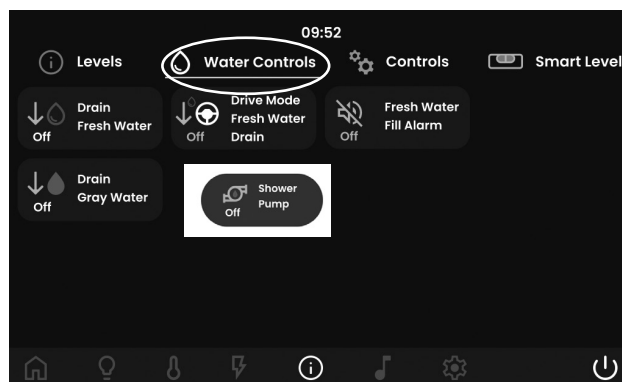 09:52
Levels
Water Controls
Controls
Smart Level
Drain
Fresh Water
Off
Drive Mode
Fresh Water
Drain
Off
Fresh Water
Fill Alarm
Off
Drain
Gray Water
Off
Shower
Pump
Off